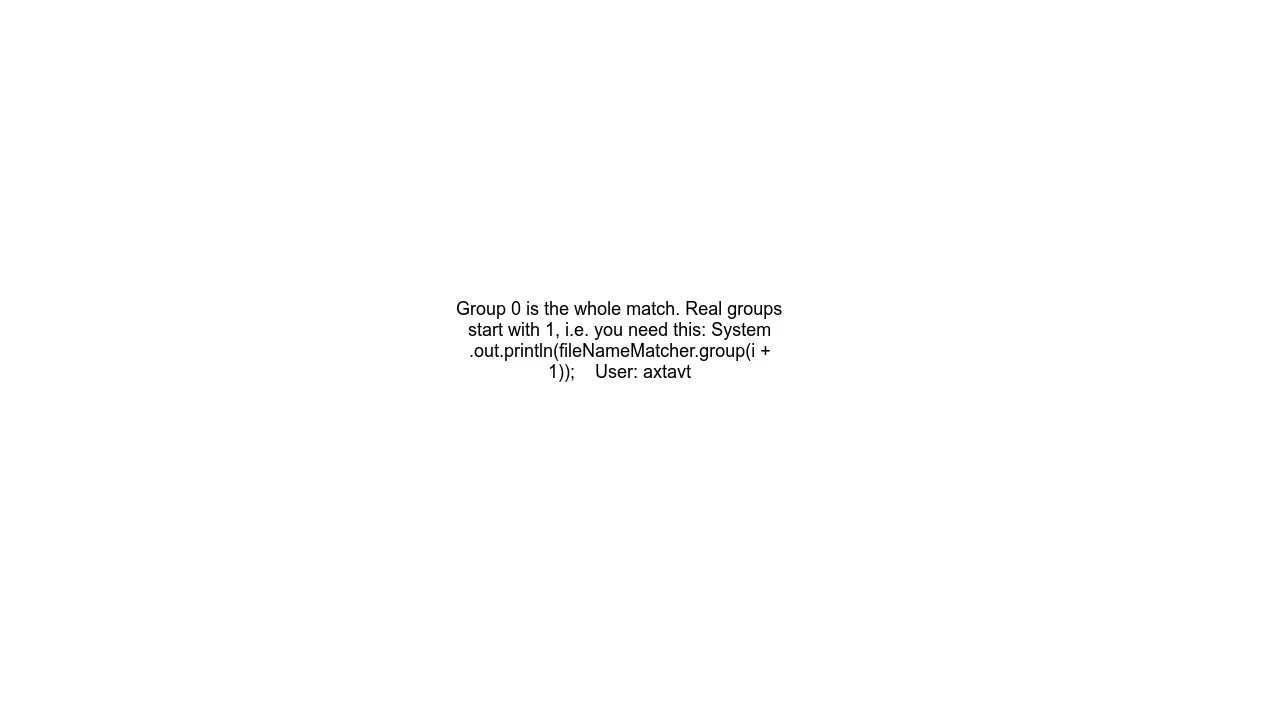 Group 0 is the whole match. Real groups
start with 1, i.e. you need this: System
.out.println(fileNameMatcher.group(i +
1));    User: axtavt